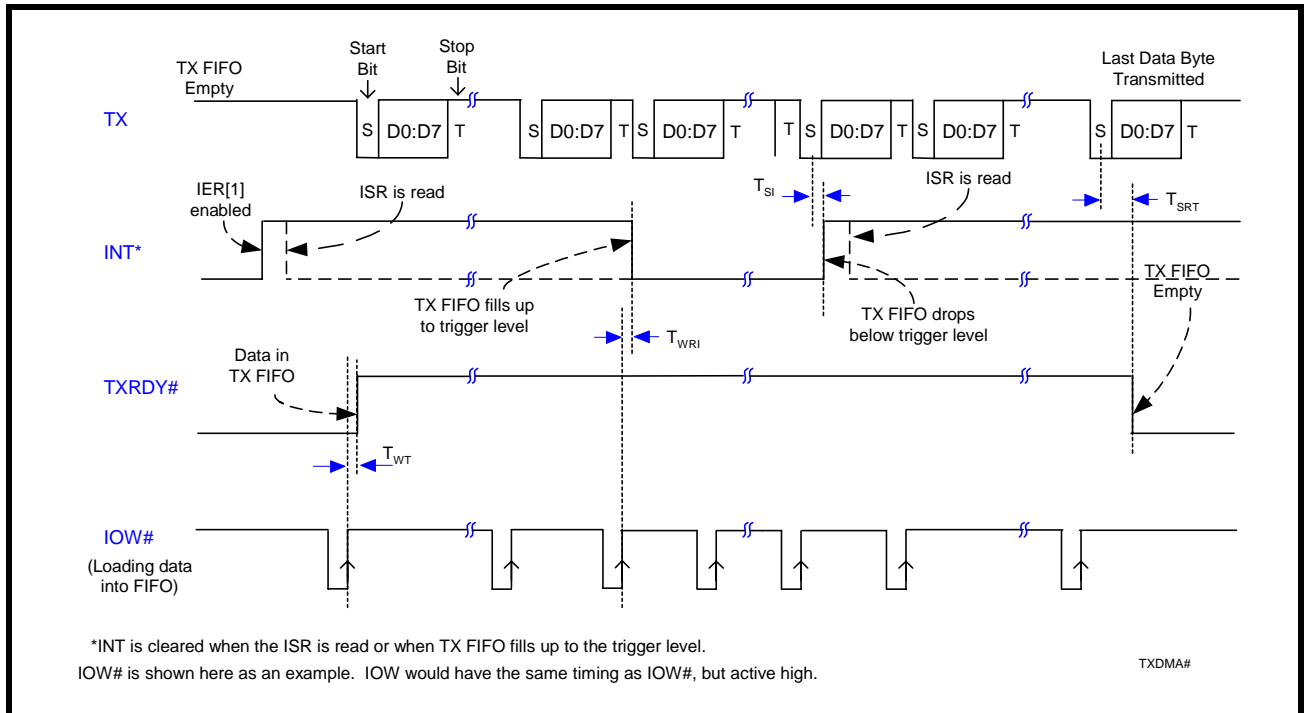 Start
Bit
Stop
Bit
TX FIFO
Empty
Last Data Byte
Transmitted
TX
S D0:D7 T S D0:D7 T S D0:D7 T T S D0:D7 T S D0:D7 T S D0:D7 T
IER[1]
enabled
ISR is read
TSI
ISR is read
TSRT
INT*
TX FIFO fills up
to trigger level
TX FIFO drops
below trigger level
TX FIFO
Empty
TWRI
Data in
TX FIFO
TXRDY#
TWT
IOW#
(Loading data
into FIFO)
*INT is cleared when the ISR is read or when TX FIFO fills up to the trigger level.
IOW# is shown here as an example. IOW would have the same timing as IOW#, but active high.
TXDMA#